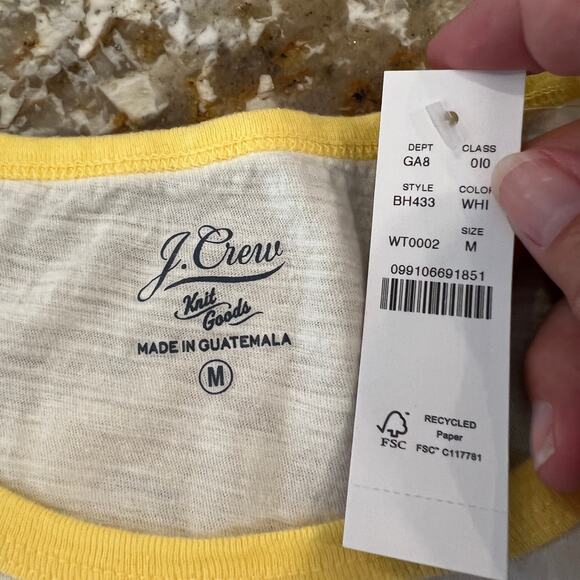 J.Crew
Knit
Goods
MADE IN GUATEMALA
M
DEPT CLASS
GA8 010
STYLE COLOR
BH433 WHI
SIZE
WT0002 M
099106691851
FSC
RECYCLED
Paper
FSC™ C117781